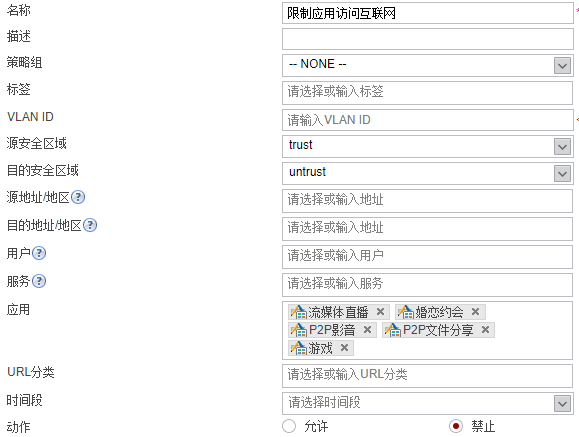 名称 限制应用访问互联网 *
描述
策略组 -- NONE --
标签 请选择或输入标签
VLAN ID 请输入VLAN ID
源安全区域 trust
目的安全区域 untrust
源地址/地区 ? 请选择或输入地址
目的地址/地区 ? 请选择或输入地址
用户 ? 请选择或输入用户
服务 ? 请选择或输入服务
应用 流媒体直播 × 婚恋约会 ×
P2P影音 × P2P文件分享 ×
游戏 ×
URL分类 请选择或输入URL分类
时间段 请选择时间段
动作 允许 禁止